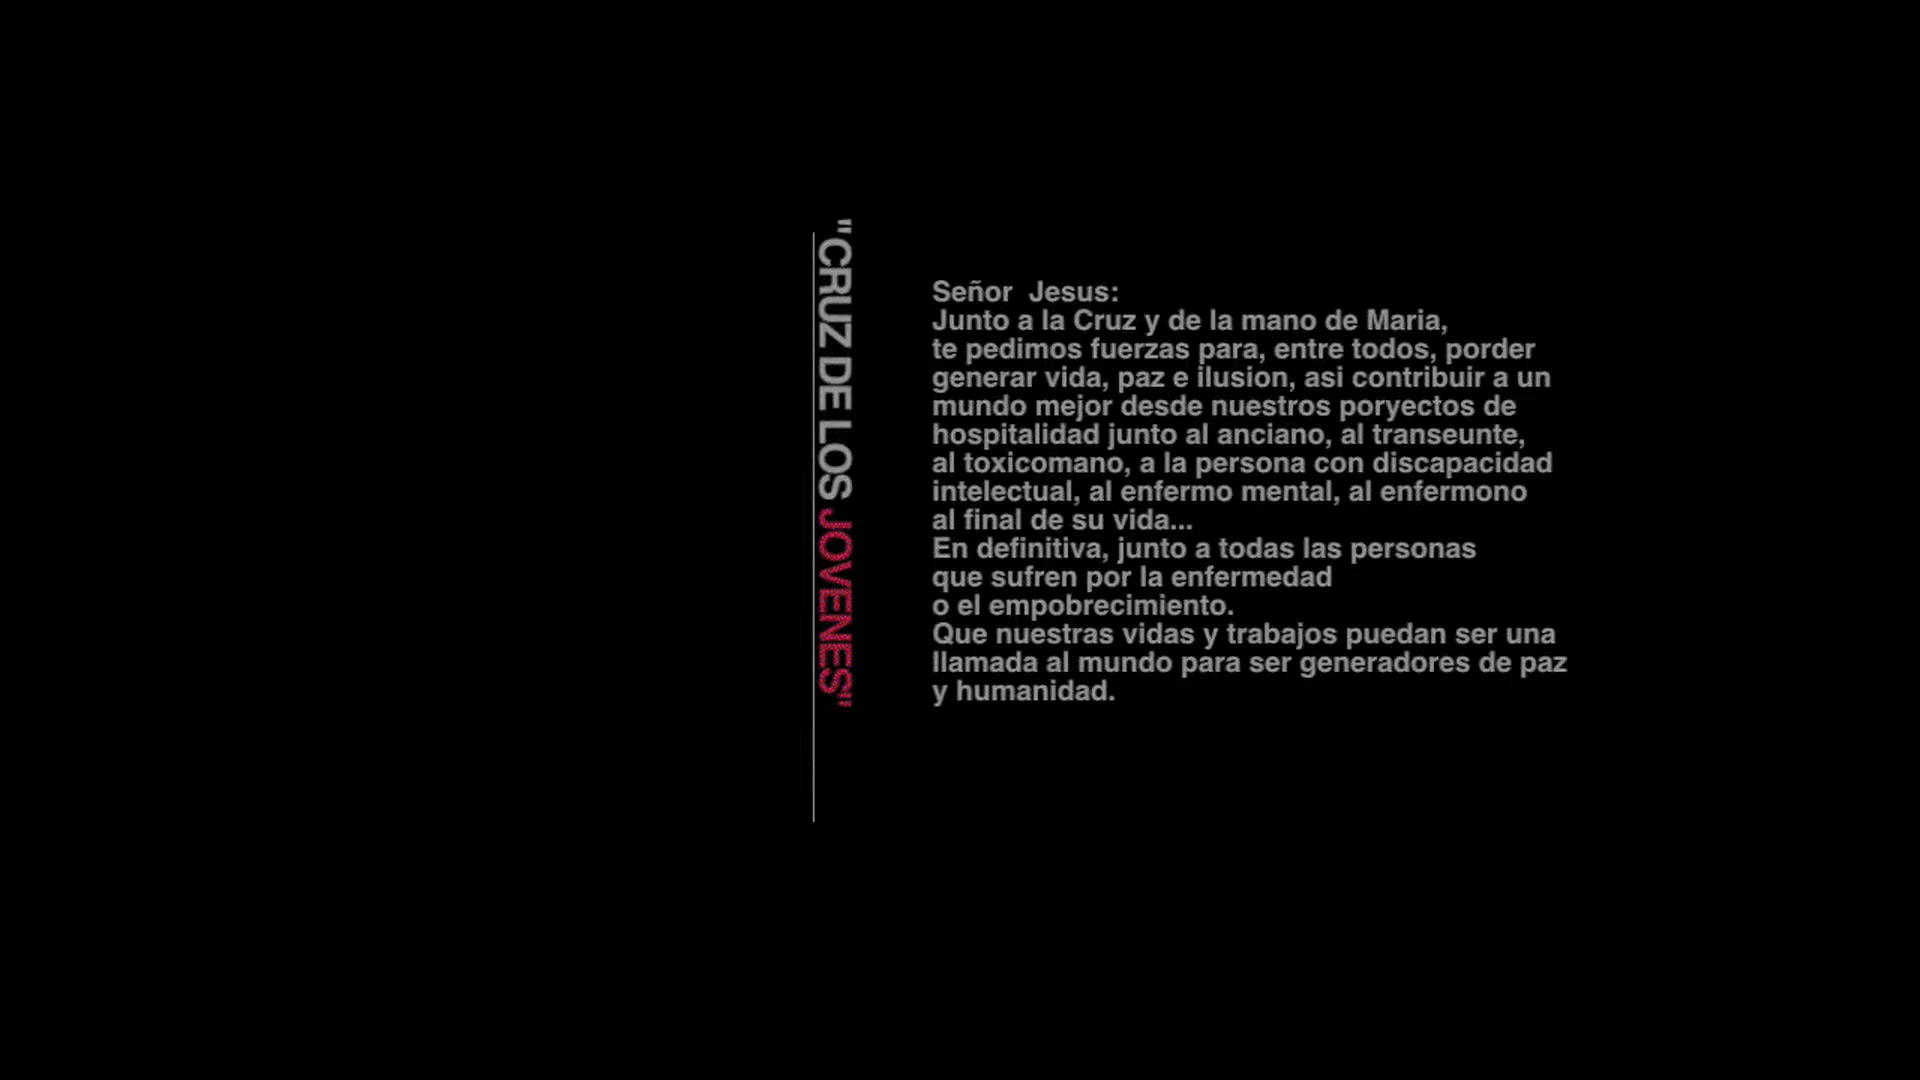 "CRUZ DE LOS JOVENES"
Señor  Jesus:
Junto a la Cruz y de la mano de Maria,
te pedimos fuerzas para, entre todos, porder
generar vida, paz e ilusion, asi contribuir a un
mundo mejor desde nuestros poryectos de
hospitalidad junto al anciano, al transeunte,
al toxicomano, a la persona con discapacidad
intelectual, al enfermo mental, al enfermono
al final de su vida...
En definitiva, junto a todas las personas
que sufren por la enfermedad
o el empobrecimiento.
Que nuestras vidas y trabajos puedan ser una
llamada al mundo para ser generadores de paz
y humanidad.